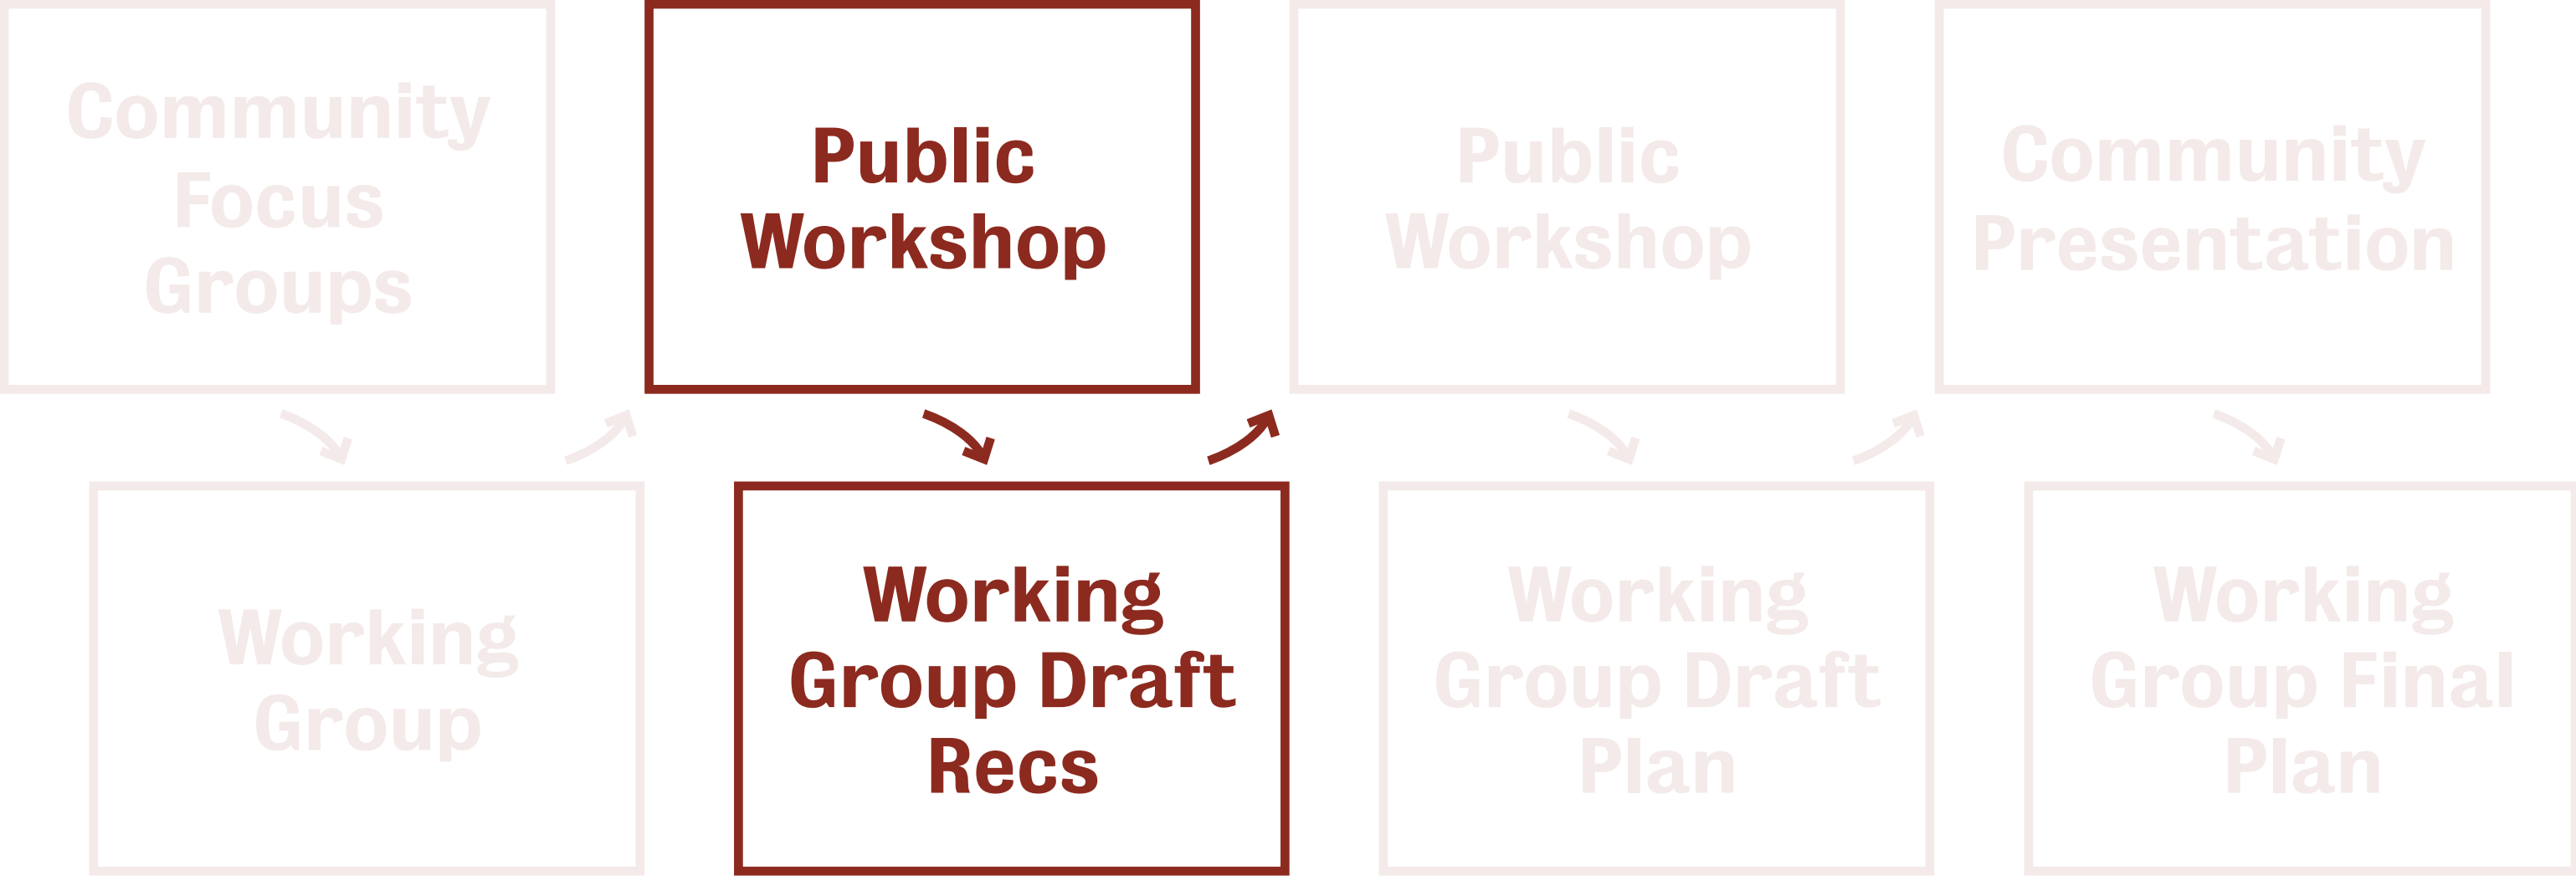 Community
Focus
Groups
Working
Group
Public
Workshop
Working
Group Draft
Recs
Public
Workshop
Working
Group Draft
Plan
Community
Presentation
Working
Group Final
Plan